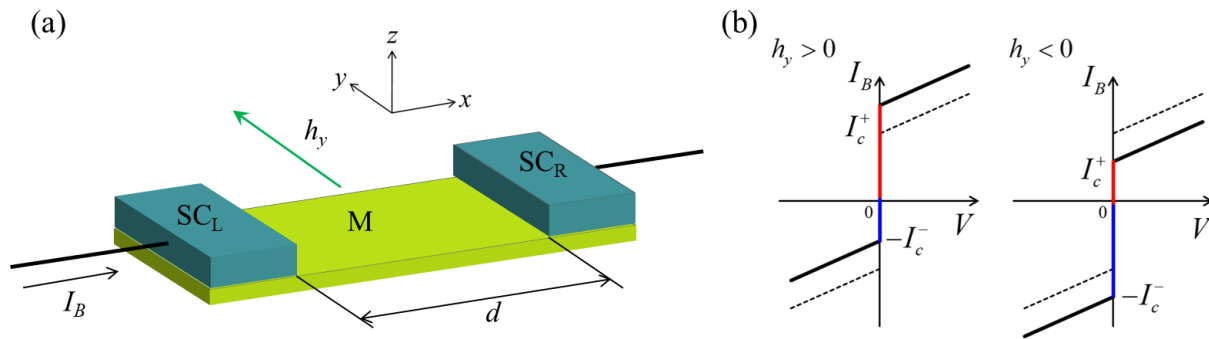 (a)
z
y
x
h_y
SC_R
SC_L
M
I_B
d
(b)
h_y > 0
I_B
I_c^+
0
V
-I_c^-
h_y < 0
I_B
I_c^+
0
V
-I_c^-